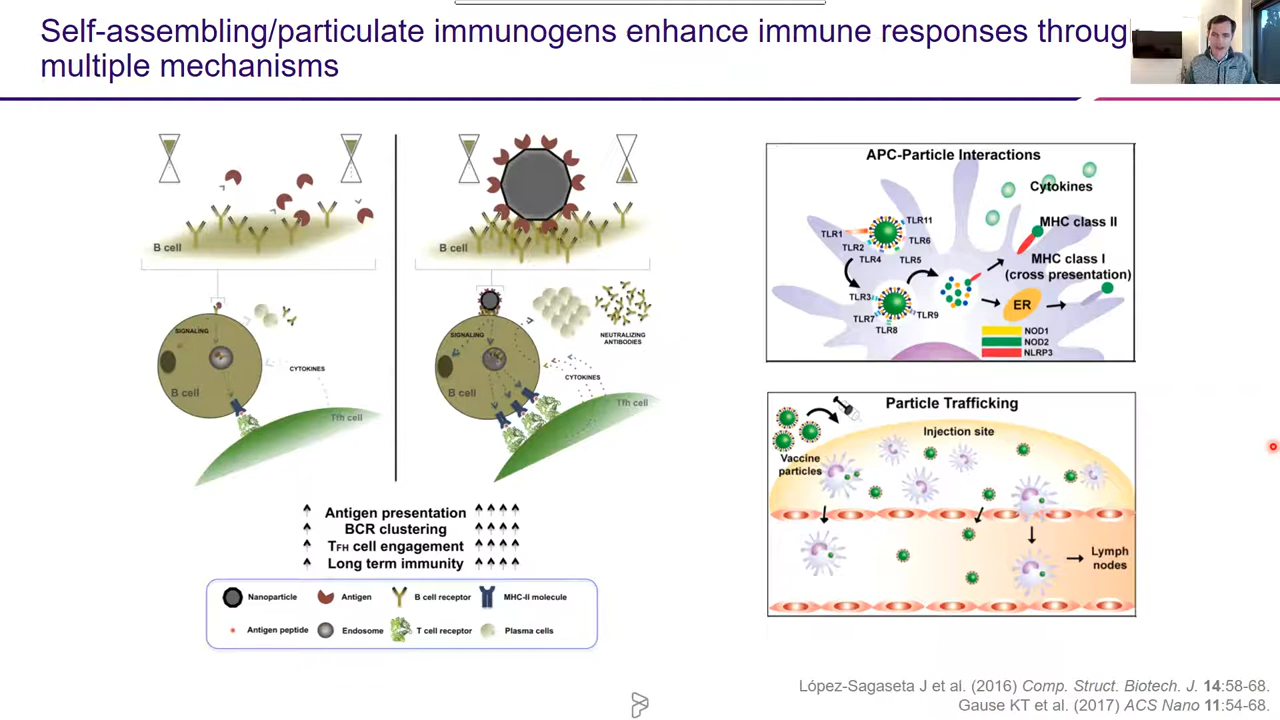 Self-assembling/particulate immunogens enhance immune responses throug
multiple mechanisms
B cell
B cell
SIGNALING
B cell
CYTOKINES
Tfh cell
SIGNALING
B cell
NEUTRALIZING
ANTIBODIES
CYTOKINES
Tfh cell
Antigen presentation
BCR clustering
TFH cell engagement
Long term immunity
Nanoparticle
Antigen
B cell receptor
MHC-II molecule
Antigen peptide
Endosome
T cell receptor
Plasma cells
APC-Particle Interactions
Cytokines
TLR11
TLR1
TLR6
TLR2
TLR4
TLR5
MHC class II
MHC class I
(cross presentation)
TLR3
TLR7
TLR8
TLR9
ER
NOD1
NOD2
NLRP3
Particle Trafficking
Injection site
Vaccine
particles
Lymph
nodes
López-Sagaseta J et al. (2016) Comp. Struct. Biotech. J. 14:58-68.
Gause KT et al. (2017) ACS Nano 11:54-68.